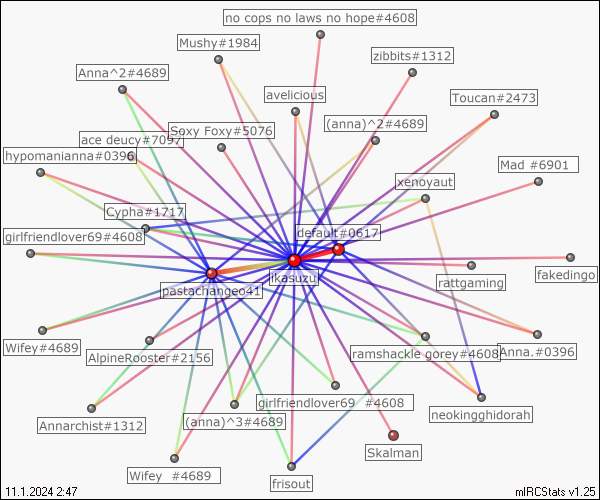 no cops no laws no hope#4608
Mushy#1984
zibbits#1312
Anna^2#4689
avelicious
Toucan#2473
(anna)^2#4689
Soxy Foxy#5076
ace deucy#7097
hypomanianna#0396
Mad #6901
xenoyaut
Cypha#1717
default#0617
girlfriendlover69#4608
ikasuzu
rattgaming
fakedingo
pastachangeo41
Wifey#4689
AlpineRooster#2156
ramshackle gorey#4608
Anna.#0396
girlfriendlover69 #4608
neokingghidorah
Annarchist#1312
(anna)^3#4689
Skalman
Wifey #4689
frisout
11.1.2024 2:47
mIRCStats v1.25